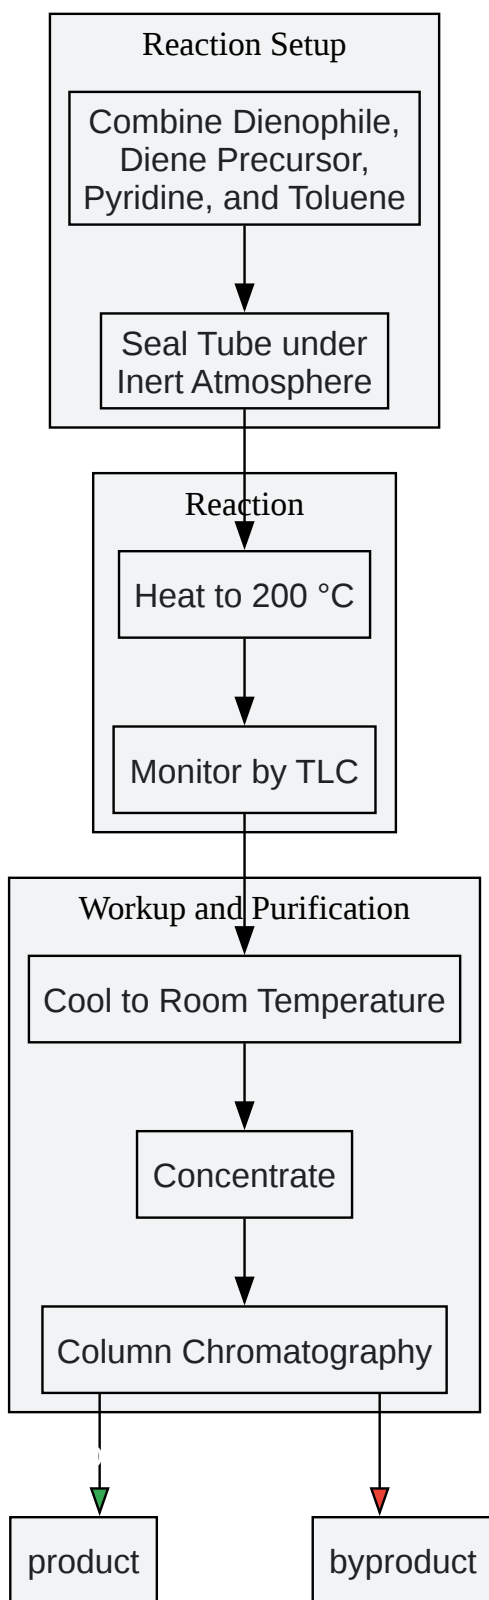 Reaction Setup
Combine Dienophile,
Diene Precursor,
Pyridine, and Toluene
Seal Tube under
Inert Atmosphere
Reaction
Heat to 200 °C
Monitor by TLC
Workup and Purification
Cool to Room Temperature
Concentrate
Column Chromatography
product
byproduct